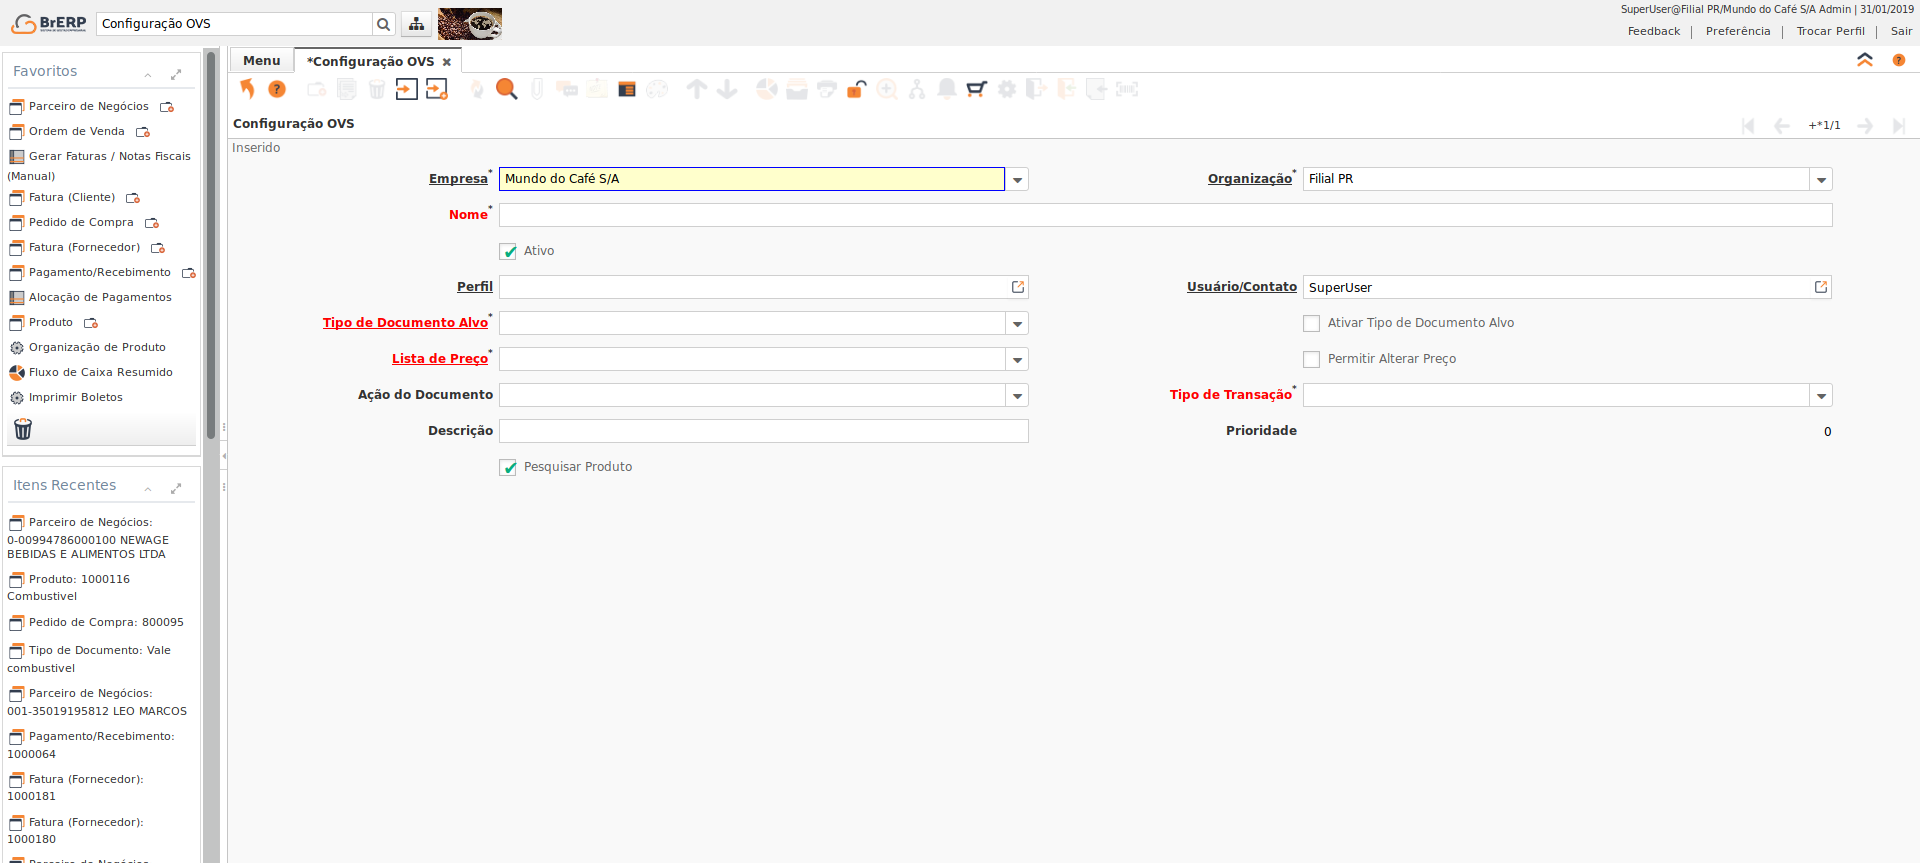 BrERP
Configuração OVS
SuperUser@Filial PR/Mundo do Café S/A Admin | 31/01/2019
Feedback | Preferência | Trocar Perfil | Sair
Favoritos
Parceiro de Negócios
Ordem de Venda
Gerar Faturas / Notas Fiscais
(Manual)
Fatura (Cliente)
Pedido de Compra
Fatura (Fornecedor)
Pagamento/Recebimento
Alocação de Pagamentos
Produto
Organização de Produto
Fluxo de Caixa Resumido
Imprimir Boletos
Itens Recentes
Parceiro de Negócios:
0-00994786000100 NEWAGE
BEBIDAS E ALIMENTOS LTDA
Produto: 1000116
Combustivel
Pedido de Compra: 800095
Tipo de Documento: Vale
combustivel
Parceiro de Negócios:
001-35019195812 LEO MARCOS
Pagamento/Recebimento:
1000064
Fatura (Fornecedor):
1000181
Fatura (Fornecedor):
1000180
Menu
*Configuração OVS
Configuração OVS
+*1/1
Inserido
Empresa* Mundo do Café S/A
Organização* Filial PR
Nome*
Ativo
Perfil
Usuário/Contato SuperUser
Tipo de Documento Alvo*
Ativar Tipo de Documento Alvo
Lista de Preço*
Permitir Alterar Preço
Ação do Documento
Tipo de Transação*
Descrição
Prioridade 0
Pesquisar Produto